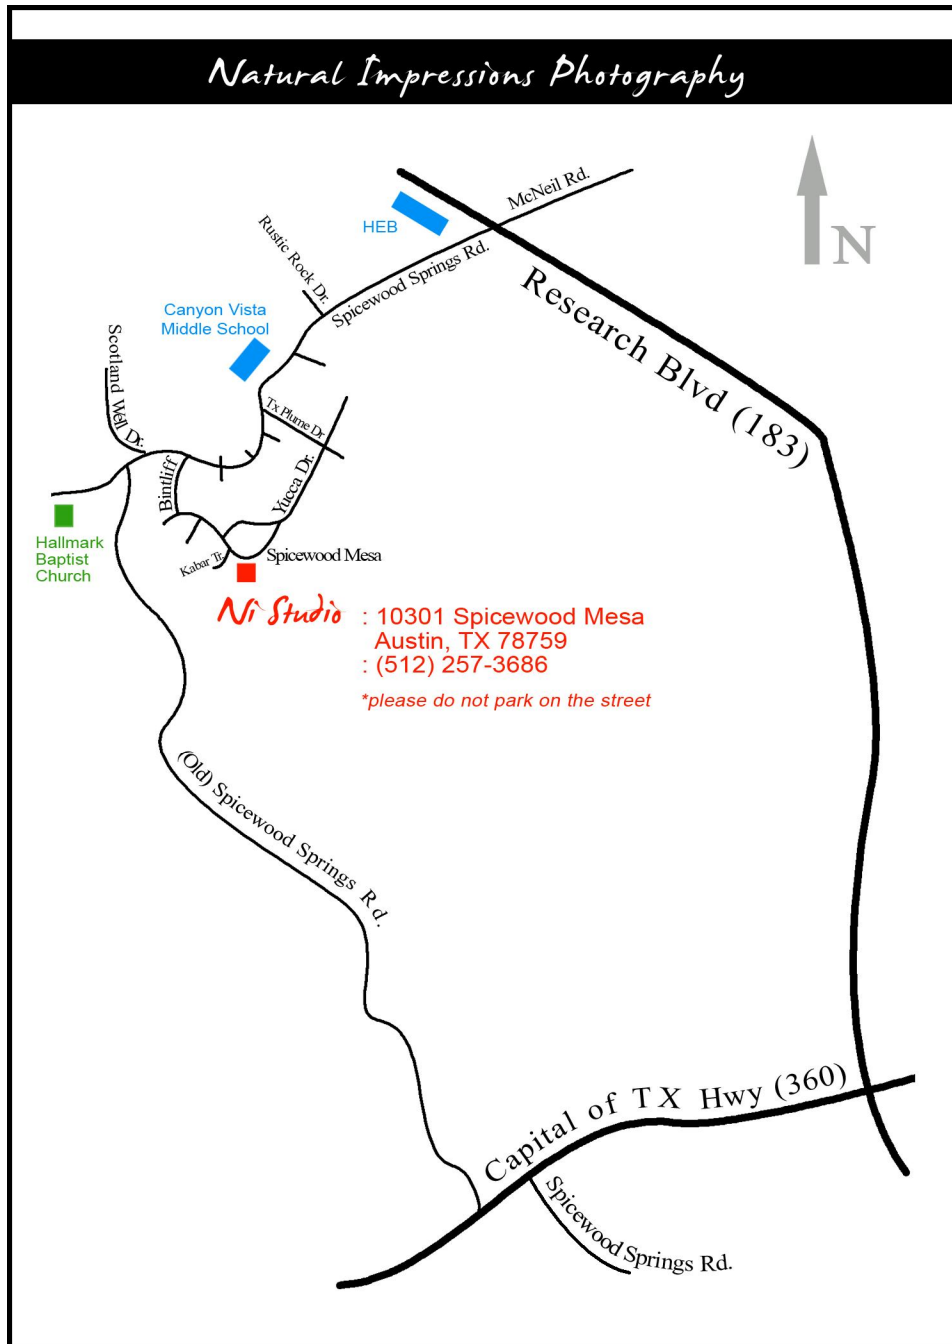 Natural Impressions Photography
McNeil Rd.
N
HEB
Rustic Rock Dr.
Spicewood Springs Rd.
Research Blvd (183)
Canyon Vista
Middle School
Scotland Well Dr.
Tx Plume Dr
Bintliff
Yucca Dr.
Hallmark
Baptist
Church
Kabar Tr.
Spicewood Mesa
Ni Studio : 10301 Spicewood Mesa
Austin, TX 78759
: (512) 257-3686
*please do not park on the street
(Old) Spicewood Springs Rd.
Capital of TX Hwy (360)
Spicewood Springs Rd.